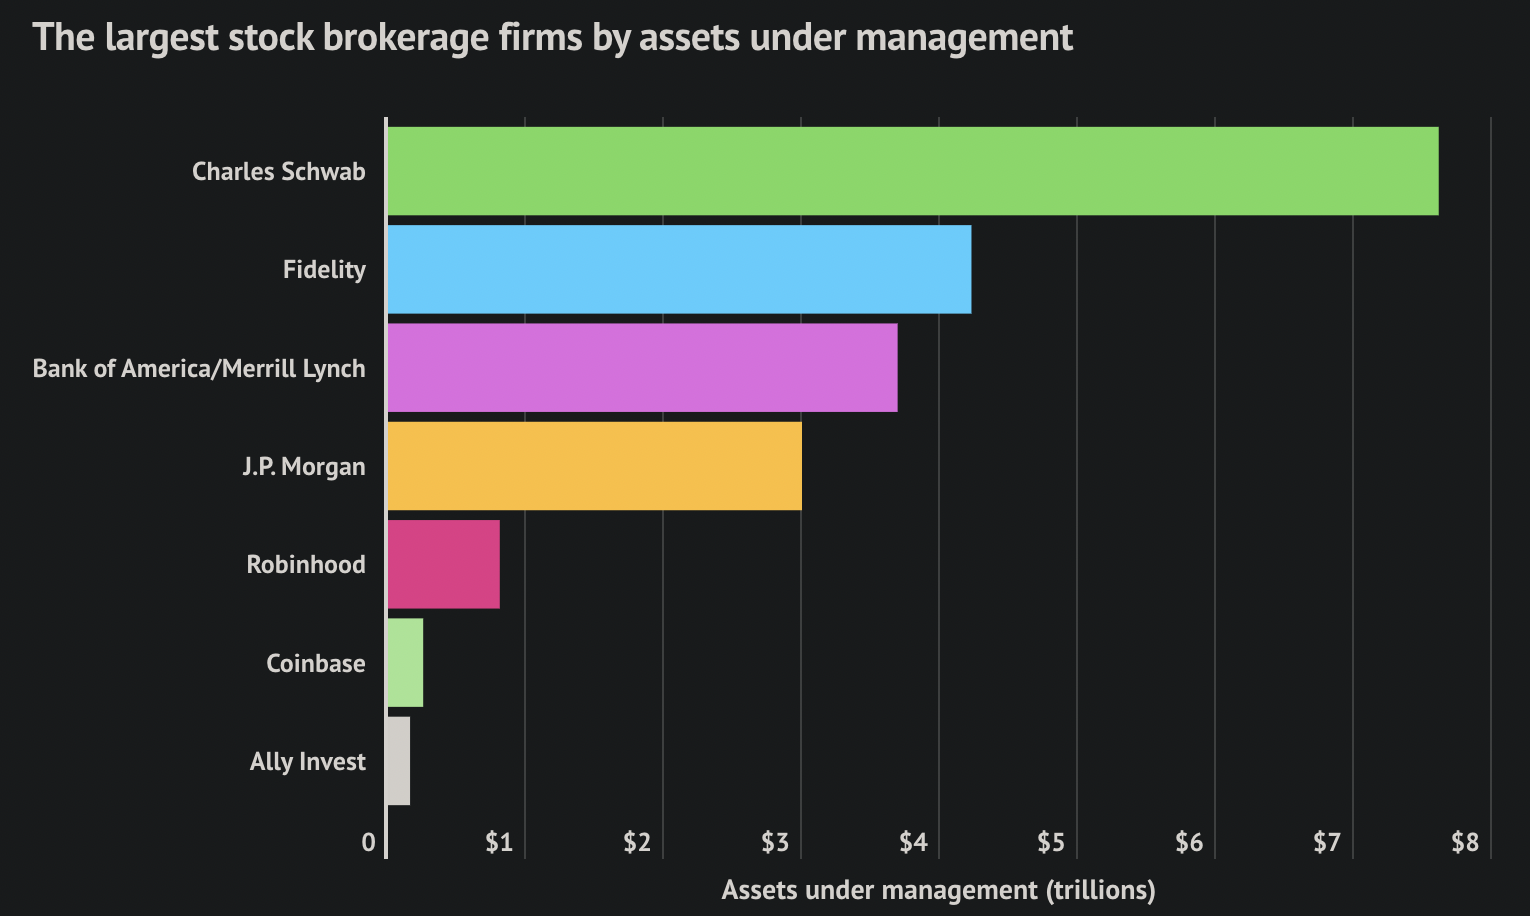 The largest stock brokerage firms by assets under management
Charles Schwab
Fidelity
Bank of America/Merrill Lynch
J.P. Morgan
Robinhood
Coinbase
Ally Invest
0 $1 $2 $3 $4 $5 $6 $7 $8
Assets under management (trillions)